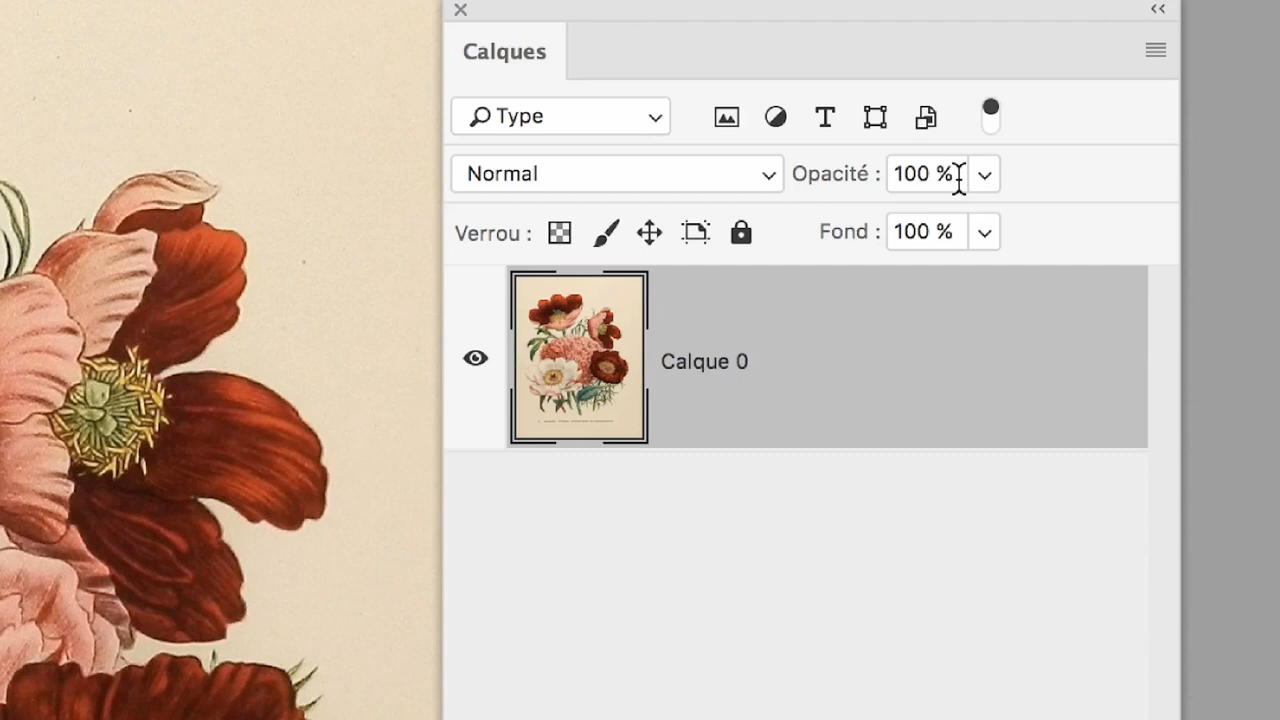 Calques
Type
Normal
Opacité : 100 %
Verrou :
Fond : 100 %
Calque 0